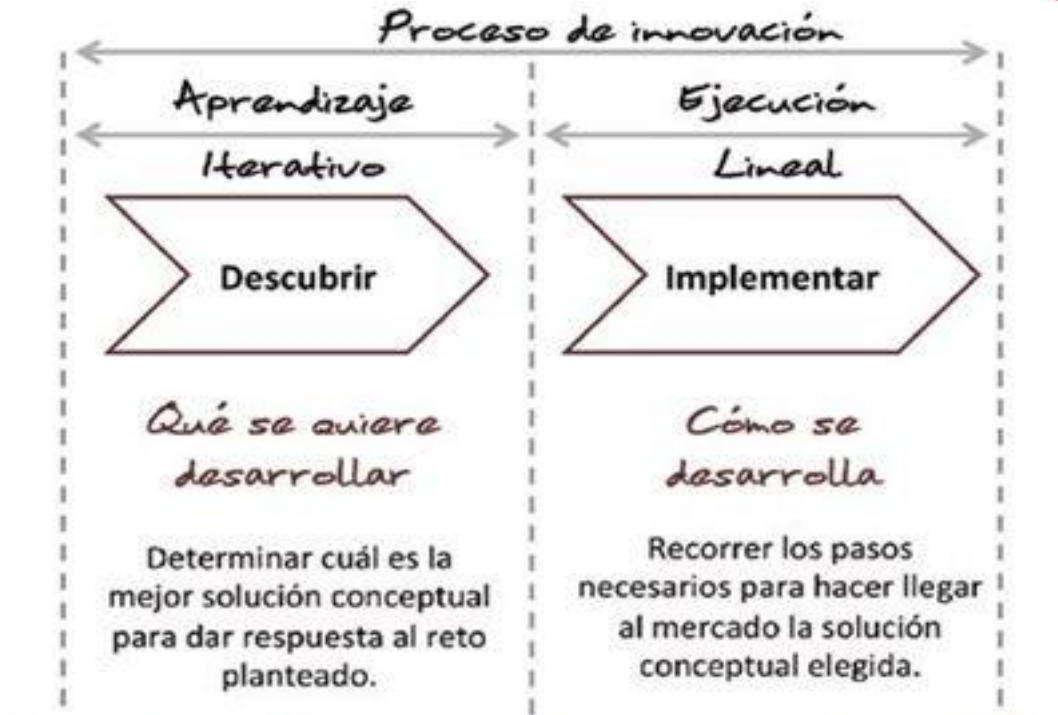 Proceso de innovación
Aprendizaje
Iterativo
Descubrir
Qué se quiere
desarrollar
Determinar cuál es la
mejor solución conceptual
para dar respuesta al reto
planteado.
Ejecución
Lineal
Implementar
Cómo se
desarrolla
Recorrer los pasos
necesarios para hacer llegar
al mercado la solución
conceptual elegida.